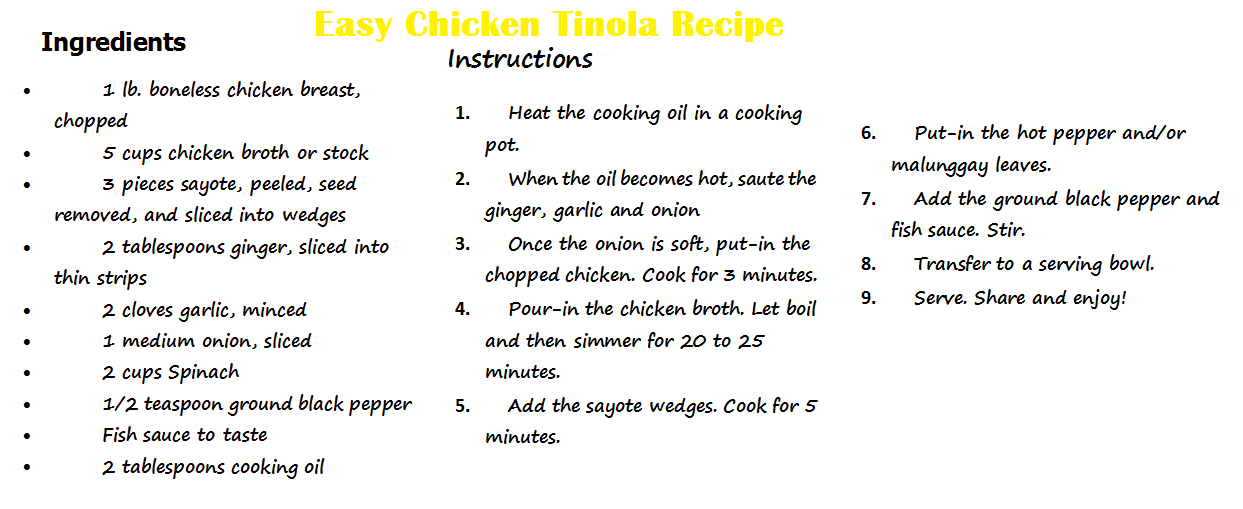 Easy Chicken Tinola Recipe
Ingredients
• 1 lb. boneless chicken breast,
chopped
• 5 cups chicken broth or stock
• 3 pieces sayote, peeled, seed
removed, and sliced into wedges
• 2 tablespoons ginger, sliced into
thin strips
• 2 cloves garlic, minced
• 1 medium onion, sliced
• 2 cups Spinach
• 1/2 teaspoon ground black pepper
• Fish sauce to taste
• 2 tablespoons cooking oil
Instructions
1. Heat the cooking oil in a cooking
pot.
2. When the oil becomes hot, saute the
ginger, garlic and onion
3. Once the onion is soft, put-in the
chopped chicken. Cook for 3 minutes.
4. Pour-in the chicken broth. Let boil
and then simmer for 20 to 25
minutes.
5. Add the sayote wedges. Cook for 5
minutes.
6. Put-in the hot pepper and/or
malunggay leaves.
7. Add the ground black pepper and
fish sauce. Stir.
8. Transfer to a serving bowl.
9. Serve. Share and enjoy!